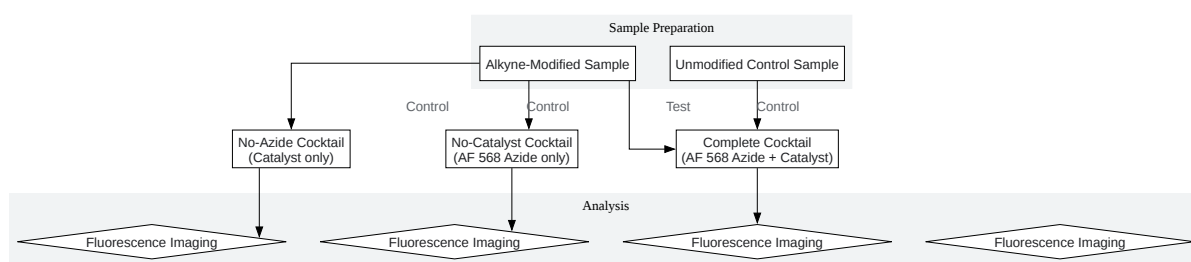 Sample Preparation
Alkyne-Modified Sample
Unmodified Control Sample
Control
Control
Test
Control
No-Azide Cocktail
(Catalyst only)
No-Catalyst Cocktail
(AF 568 Azide only)
Complete Cocktail
(AF 568 Azide + Catalyst)
Analysis
Fluorescence Imaging
Fluorescence Imaging
Fluorescence Imaging
Fluorescence Imaging